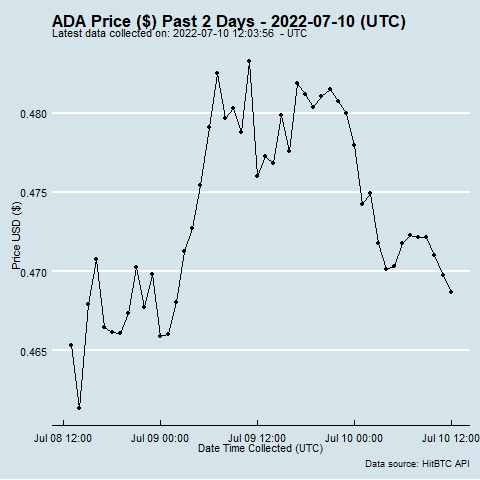 ADA Price ($) Past 2 Days - 2022-07-10 (UTC)
Latest data collected on: 2022-07-10 12:03:56 - UTC
0.480
0.475
0.470
0.465
Price USD ($)
Jul 08 12:00 Jul 09 00:00 Jul 09 12:00 Jul 10 00:00 Jul 10 12:00
Date Time Collected (UTC)
Data source: HitBTC API